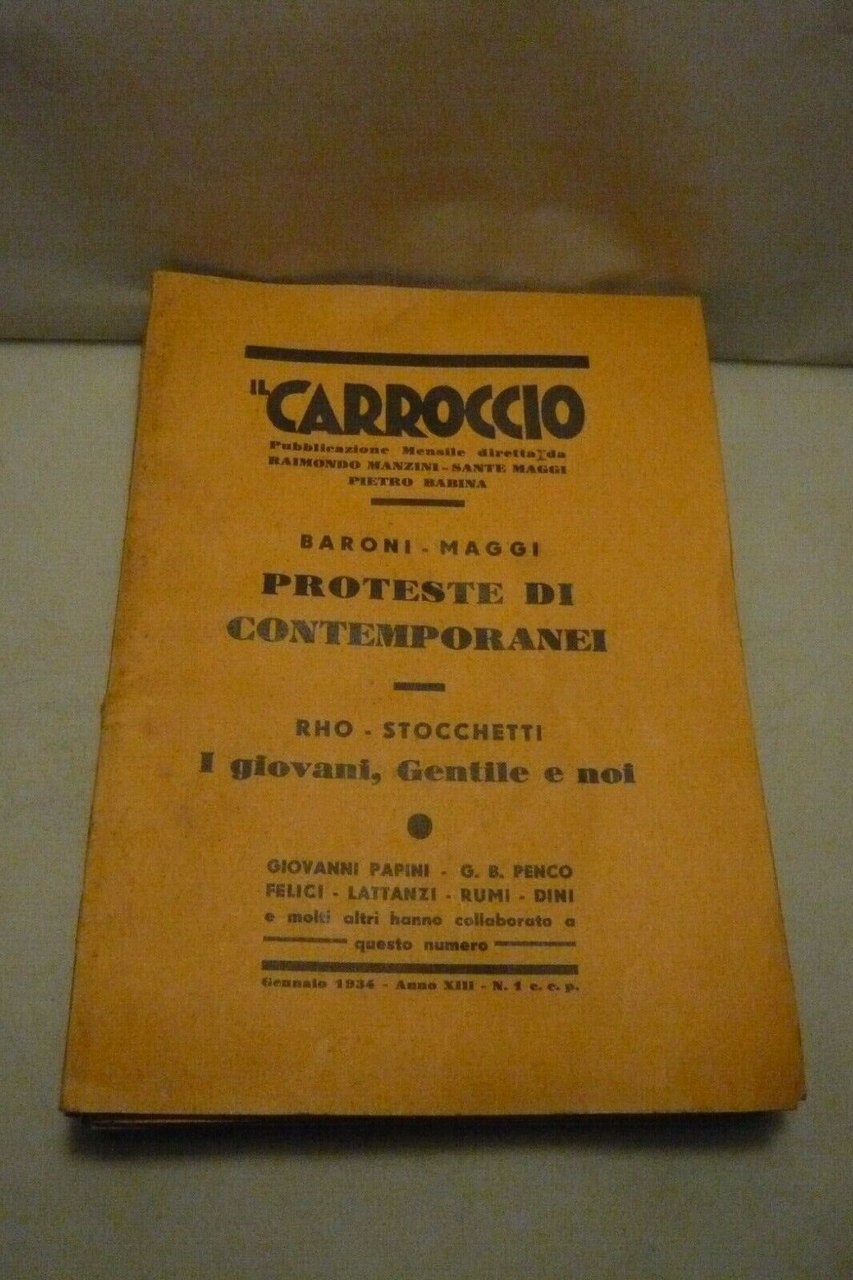 IL CARROCCIO
Pubblicazione Mensile diretta da
RAIMONDO MANZINI - SANTE MAGGI
PIETRO BABINA
BARONI - MAGGI
PROTESTE DI
CONTEMPORANEI
RHO - STOCCHETTI
I giovani, Gentile e noi
GIOVANNI PAPINI - G. B. PENCO
FELICI - LATTANZI - RUMI - DINI
e molti altri hanno collaborato a
questo numero
Gennaio 1934 - Anno XIII - N. 1 c. c. p.